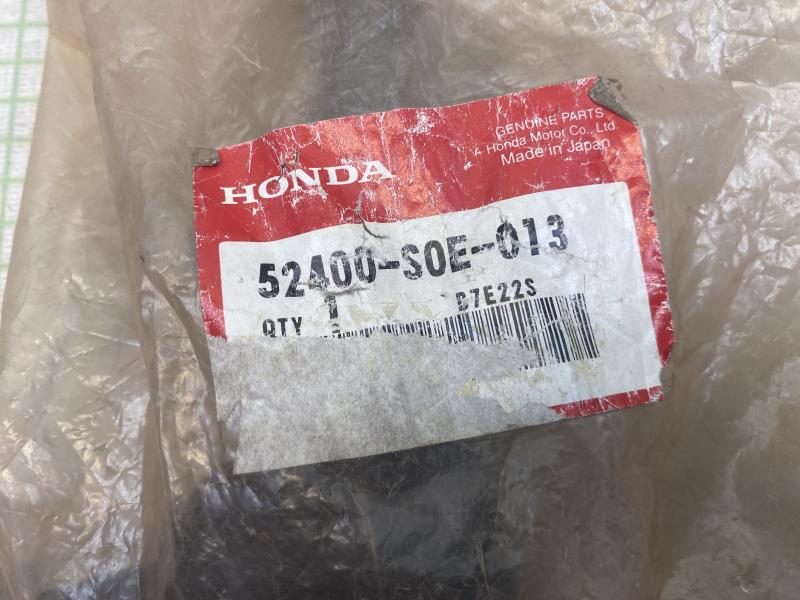 GENUINE PARTS
Honda Motor Co., Ltd.
Made in Japan
HONDA
52400-S0E-013
QTY 1
B7E22S